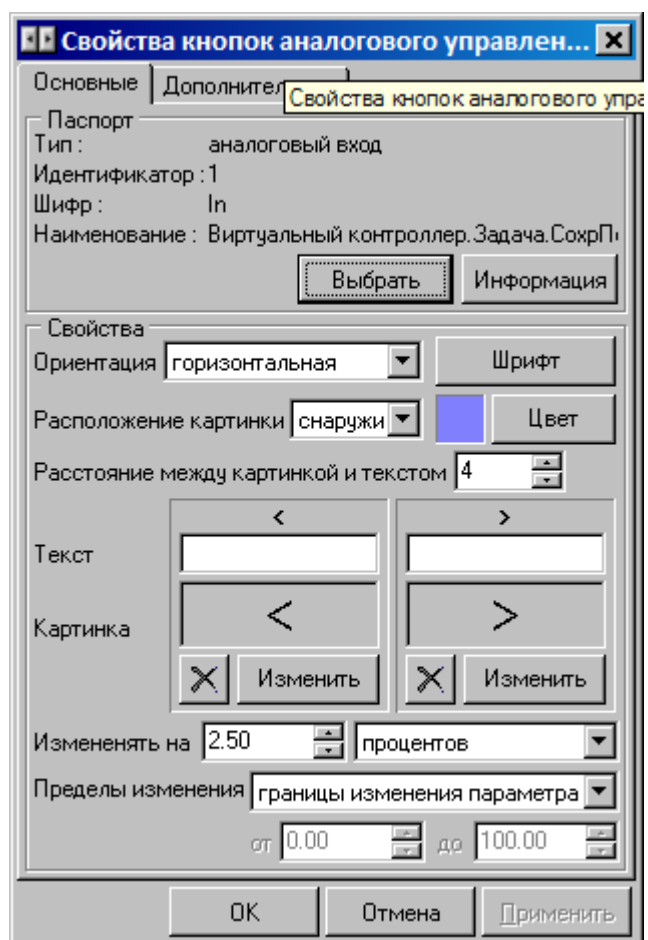 Свойства кнопок аналогового управлен...
Основные
Дополнител
Свойства кнопок аналогового упра
Паспорт
Тип : аналоговый вход
Идентификатор : 1
Шифр : In
Наименование : Виртуальный контроллер.Задача.СохрП
Выбрать Информация
Свойства
Ориентация горизонтальная Шрифт
Расположение картинки снаружи Цвет
Расстояние между картинкой и текстом 4
< >
Текст
Картинка < >
Изменить Изменить
Измененять на 2.50 процентов
Пределы изменения границы изменения параметра
от 0.00 до 100.00
OK Отмена Применить